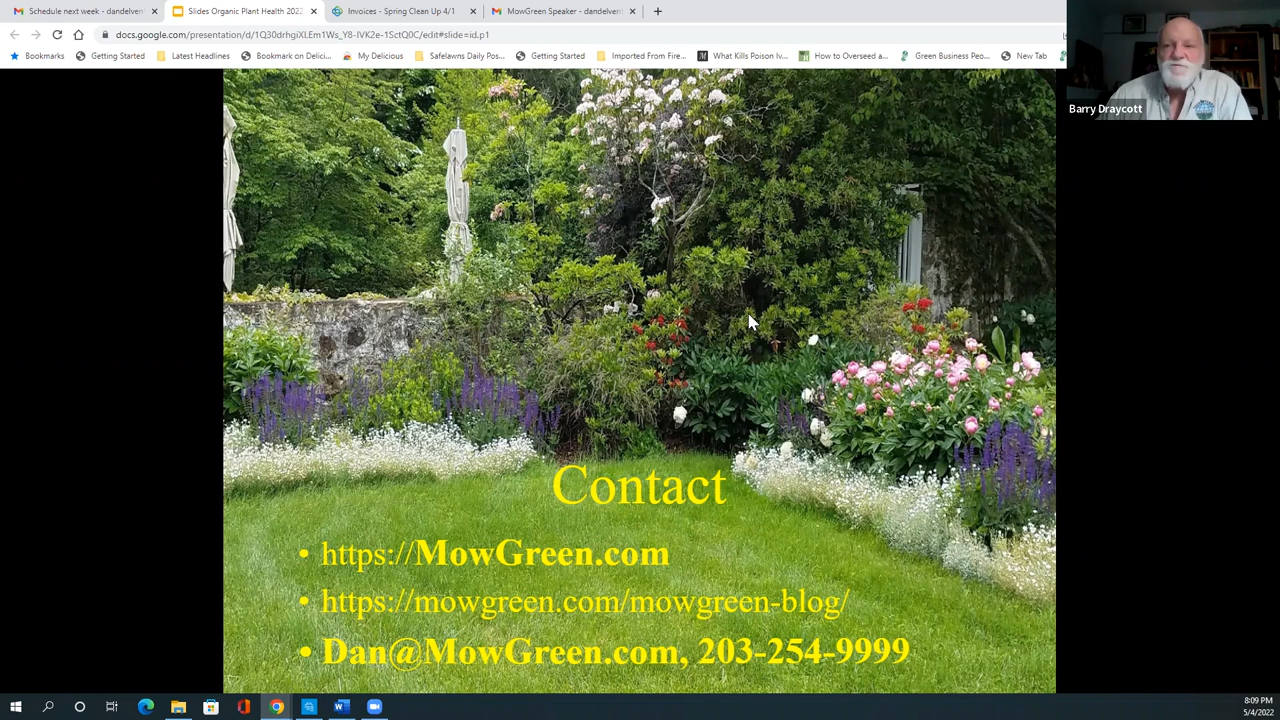 Schedule next week - dandelven
Slides Organic Plant Health 2022
Invoices - Spring Clean Up 4/1
MowGreen Speaker - dandelvent
docs.google.com/presentation/d/1Q30drhgiXLEm1Ws_Y8-IVK2e-1SctQ0C/edit#slide=id.p1
Bookmarks
Getting Started
Latest Headlines
Bookmark on Delici...
My Delicious
Safelawns Daily Pos...
Getting Started
Imported From Fire...
What Kills Poison Iv...
How to Overseed a...
Green Business Peo...
New Tab
Barry Draycott
Contact
• https://MowGreen.com
• https://mowgreen.com/mowgreen-blog/
• Dan@MowGreen.com, 203-254-9999
8:09 PM
5/4/2022